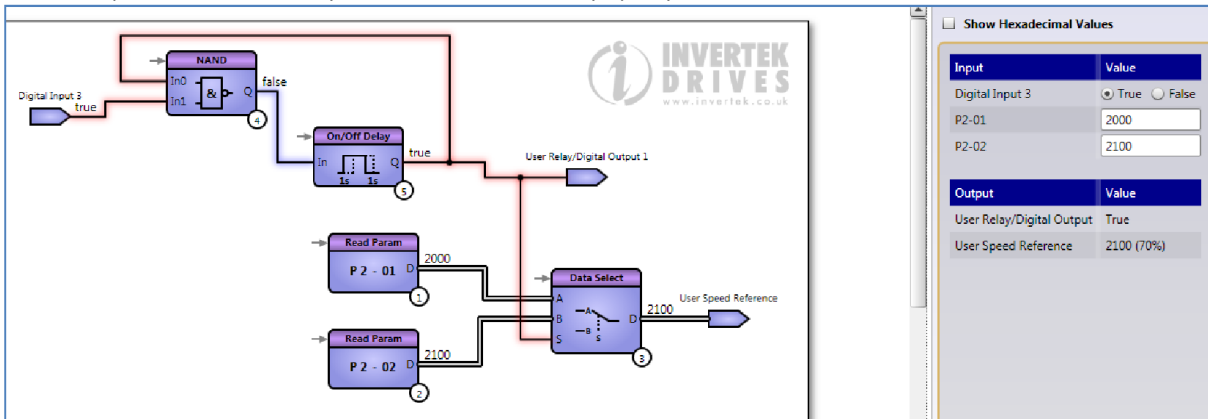 Show Hexadecimal Values
INVERTEK
DRIVES
www.invertek.co.uk
NAND
In0
In1
&
Q
false
4
Digital Input 3
true
On/Off Delay
In
Q
1s 1s
true
5
User Relay/Digital Output 1
Read Param
P 2 - 01
D
2000
1
Read Param
P 2 - 02
D
2100
2
Data Select
A
B
S
A
B
S
D
2100
3
User Speed Reference
Input Value
Digital Input 3 True False
P2-01 2000
P2-02 2100
Output Value
User Relay/Digital Output True
User Speed Reference 2100 (70%)